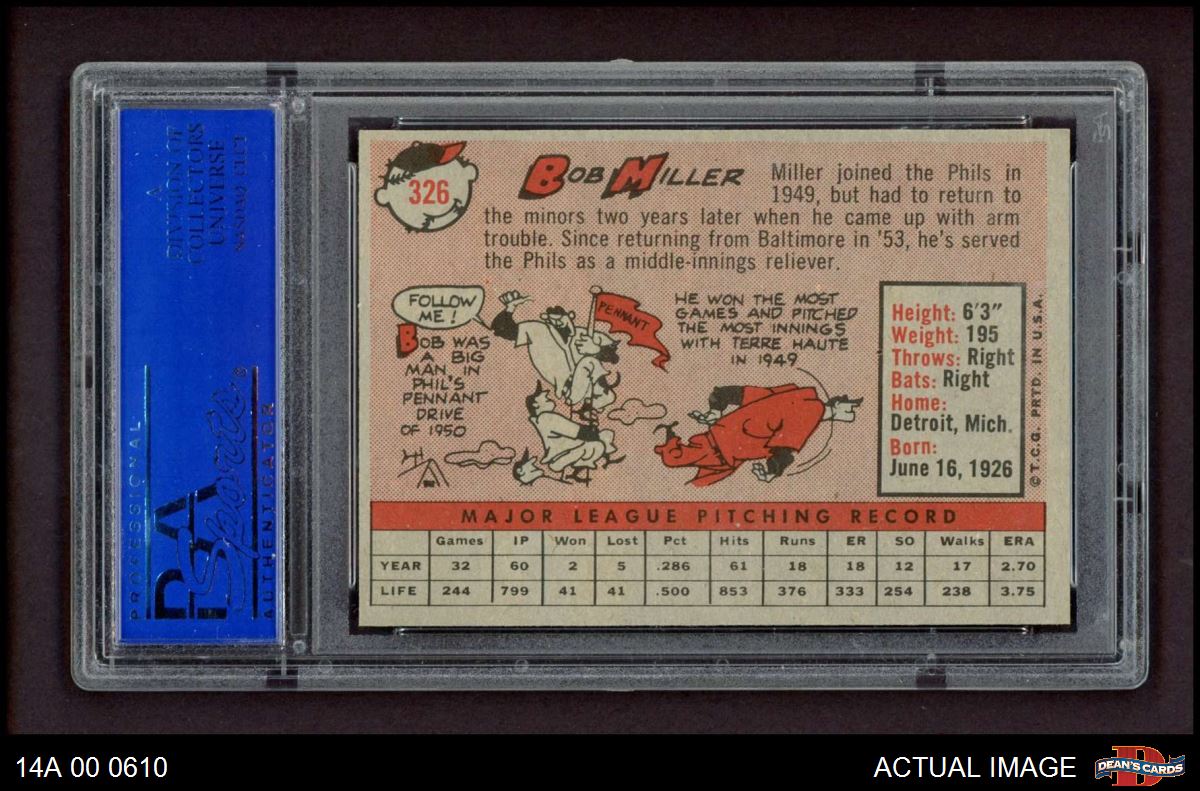 A
DIVISION OF
COLLECTORS
UNIVERSE
NASDAQ: CLCT
PROFESSIONAL
PSA
Sports
AUTHENTICATOR
326
BOB MILLER
Miller joined the Phils in
1949, but had to return to
the minors two years later when he came up with arm
trouble. Since returning from Baltimore in '53, he's served
the Phils as a middle-innings reliever.
FOLLOW
ME!
BOB WAS
A BIG
MAN IN
PHIL'S
PENNANT
DRIVE
OF 1950
PENNANT
HE WON THE MOST
GAMES AND PITCHED
THE MOST INNINGS
WITH TERRE HAUTE
IN 1949
Height: 6'3"
Weight: 195
Throws: Right
Bats: Right
Home:
Detroit, Mich.
Born:
June 16, 1926
© T.C.G. PRTD. IN U.S.A.
MAJOR LEAGUE PITCHING RECORD
Games IP Won Lost Pct Hits Runs ER SO Walks ERA
YEAR 32 60 2 5 .286 61 18 18 12 17 2.70
LIFE 244 799 41 41 .500 853 376 333 254 238 3.75
14A 00 0610
ACTUAL IMAGE
DEAN'S CARDS